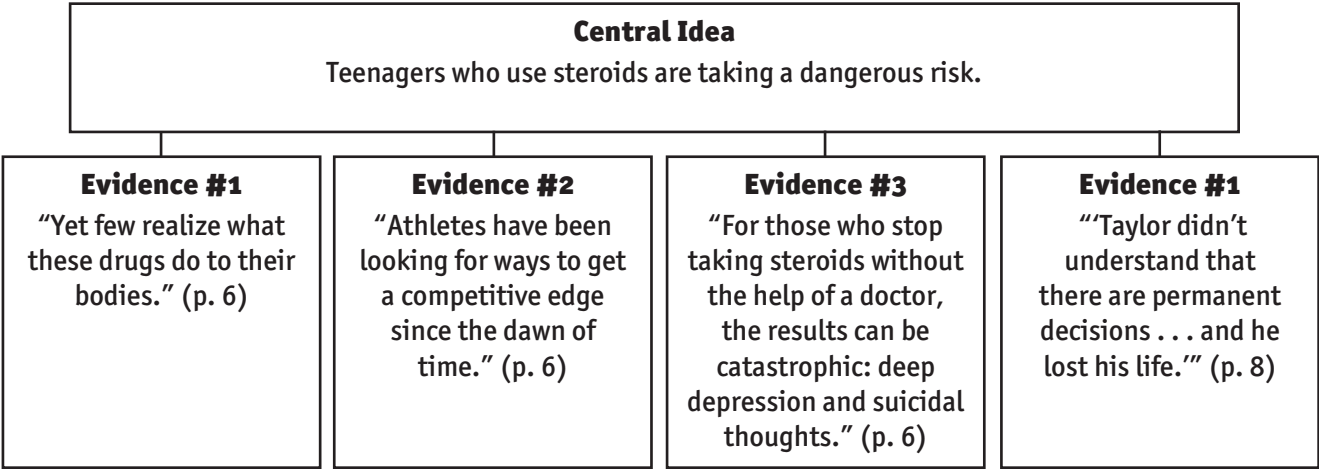 Central Idea
Teenagers who use steroids are taking a dangerous risk.
Evidence #1
“Yet few realize what
these drugs do to their
bodies.” (p. 6)
Evidence #2
“Athletes have been
looking for ways to get
a competitive edge
since the dawn of
time.” (p. 6)
Evidence #3
“For those who stop
taking steroids without
the help of a doctor,
the results can be
catastrophic: deep
depression and suicidal
thoughts.” (p. 6)
Evidence #1
“‘Taylor didn’t
understand that
there are permanent
decisions . . . and he
lost his life.’” (p. 8)